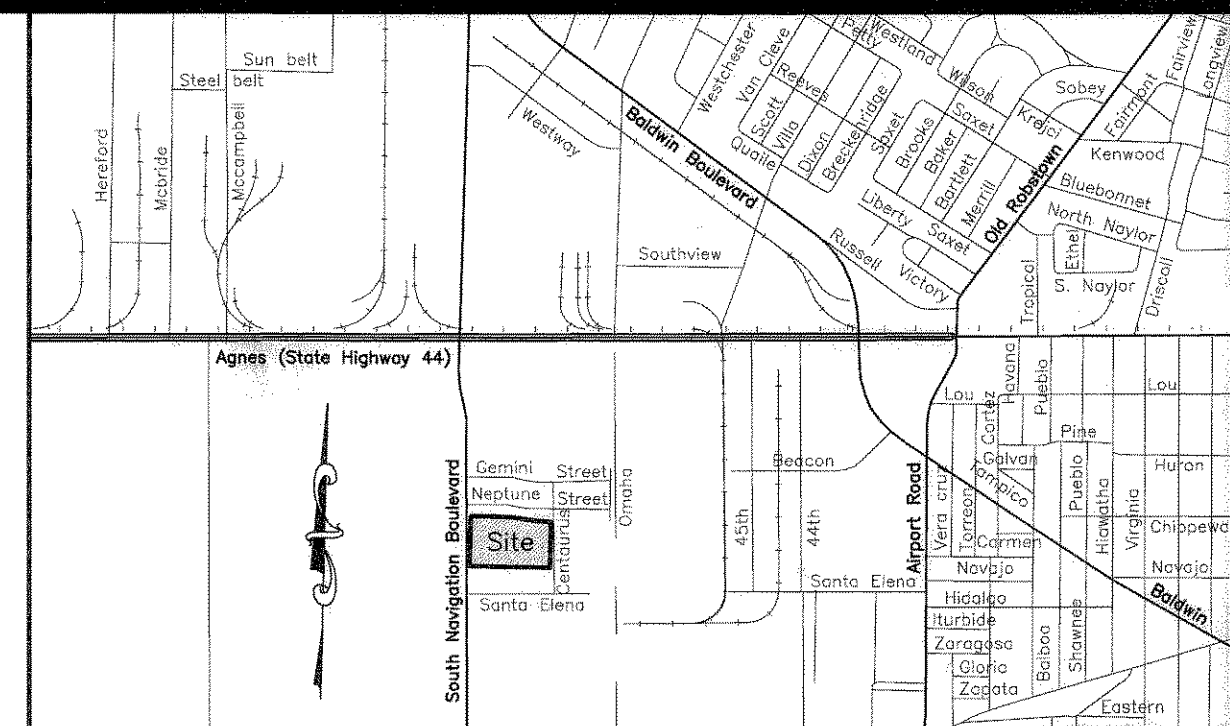 Sun belt
Steel belt
Hereford
Mcbride
Mccampbell
Westway
Baldwin Boulevard
Westchester
Van Cleve
Scott
Villa
Quaile
Reeves
Petty
Westland
Dixon
Breckenridge
Saxet
Wilson
Brooks
Baker
Bartlett
Merrill
Saxet
Sobey
Krejci
Fairmont
Fairview
Longview
Kenwood
Bluebonnet
North Naylor
Ethel
S. Naylor
Driscoll
Tropical
Old Robstown
Liberty
Saxet
Russell
Victory
Southview
Agnes (State Highway 44)
South Navigation Boulevard
Gemini Street
Neptune Street
Site
Centaurus
Santa Elena
Omaha
Beacon
45th
44th
Santa Elena
Airport Road
Lou
Cortez
Havana
Pueblo
Lou
Pine
Galvan
Tampico
Huron
Vera cruz
Torreon
Carmen
Pueblo
Hiawatha
Virginia
Chippewa
Navajo
Navajo
Baldwin
Hidalgo
Iturbide
Zaragosa
Gloria
Zapata
Balboa
Shawnee
Eastern